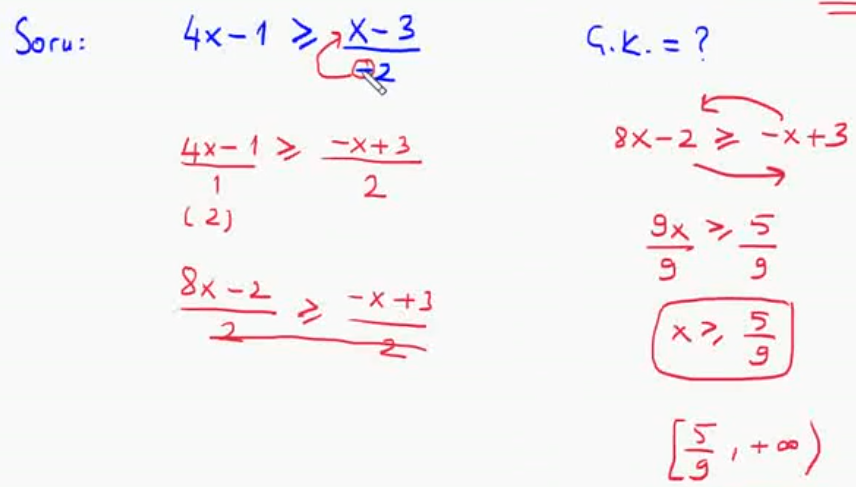 Soru: 4x-1 ≥ x-3/-2
4x-1/1 ≥ -x+3/2
(2)
8x-2/2 ≥ -x+3/2
Ç.K. = ?
8x-2 ≥ -x+3
9x/9 ≥ 5/9
x ≥ 5/9
[5/9, +∞)